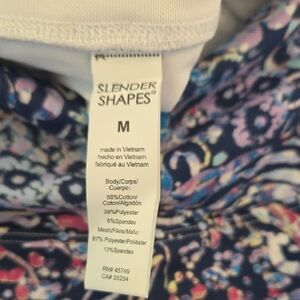 SLENDER
SHAPES®
M
made in Vietnam
hecho en Vietnam
fabriqué au Vietnam
Body/Corps/
Cuerpo:
56%Cotton/
Coton/Algodón
38%Polyester
6%Spandex
Mesh/Filets/Malla:
87% Polyester/Poliéster
13%Spandex
RN# 45749
CA# 55254